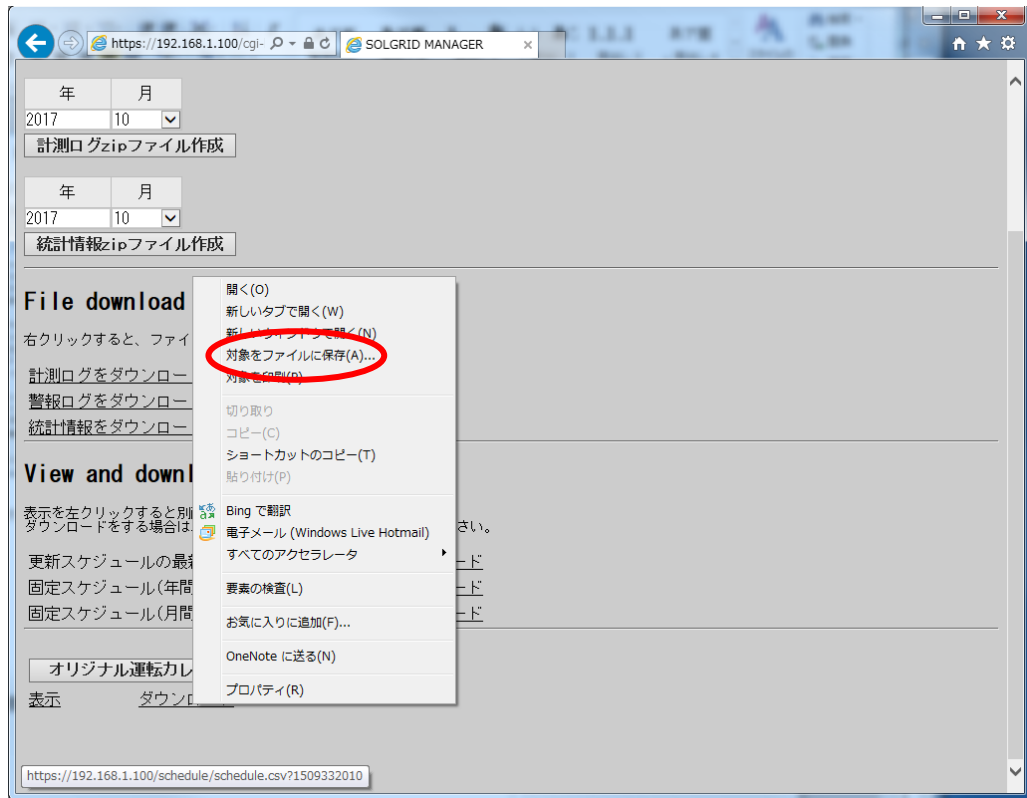 https://192.168.1.100/cgi-
SOLGRID MANAGER
年 月
2017 10
計測ログzipファイル作成
年 月
2017 10
統計情報zipファイル作成
File download
右クリックすると、ファイ
計測ログをダウンロー
警報ログをダウンロー
統計情報をダウンロー
View and downl
表示を左クリックすると別
ダウンロードをする場合は
さい。
更新スケジュールの最新
ード
固定スケジュール(年間
ード
固定スケジュール(月間
ード
オリジナル運転カレ
表示 ダウンロード
開く(O)
新しいタブで開く(W)
新しいウィンドウで開く(N)
対象をファイルに保存(A)...
対象を印刷(P)
切り取り
コピー(C)
ショートカットのコピー(T)
貼り付け(P)
Bing で翻訳
電子メール (Windows Live Hotmail)
すべてのアクセラレータ
要素の検査(L)
お気に入りに追加(F)...
OneNote に送る(N)
プロパティ(R)
https://192.168.1.100/schedule/schedule.csv?1509332010